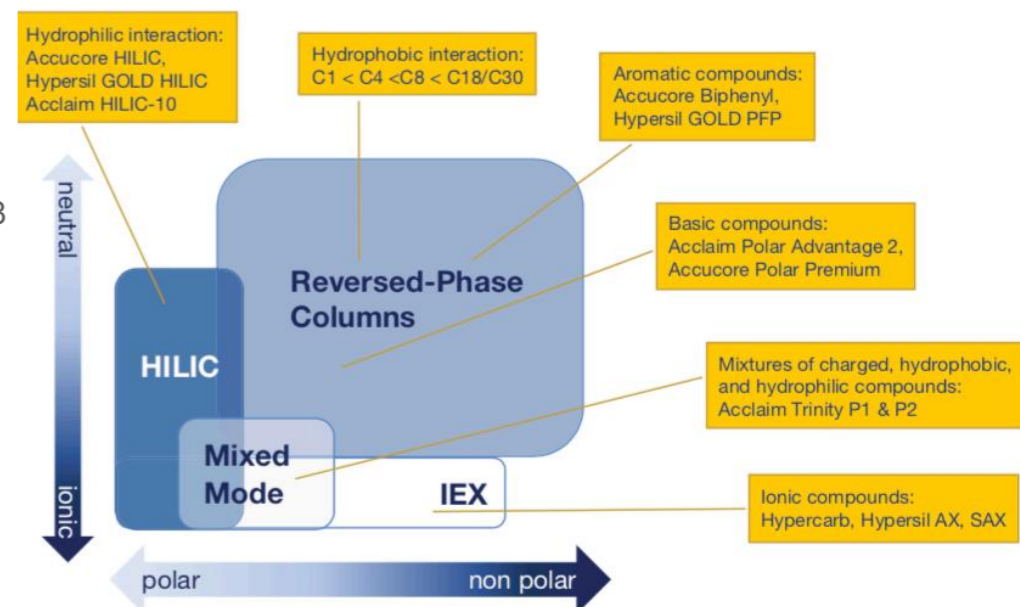 Hydrophilic interaction:
Accucore HILIC,
Hypersil GOLD HILIC
Acclaim HILIC-10
Hydrophobic interaction:
C1 < C4 <C8 < C18/C30
Aromatic compounds:
Accucore Biphenyl,
Hypersil GOLD PFP
neutral
Basic compounds:
Acclaim Polar Advantage 2,
Accucore Polar Premium
Reversed-Phase
Columns
HILIC
Mixtures of charged, hydrophobic,
and hydrophilic compounds:
Acclaim Trinity P1 & P2
Mixed
Mode
IEX
ionic
Ionic compounds:
Hypercarb, Hypersil AX, SAX
polar
non polar